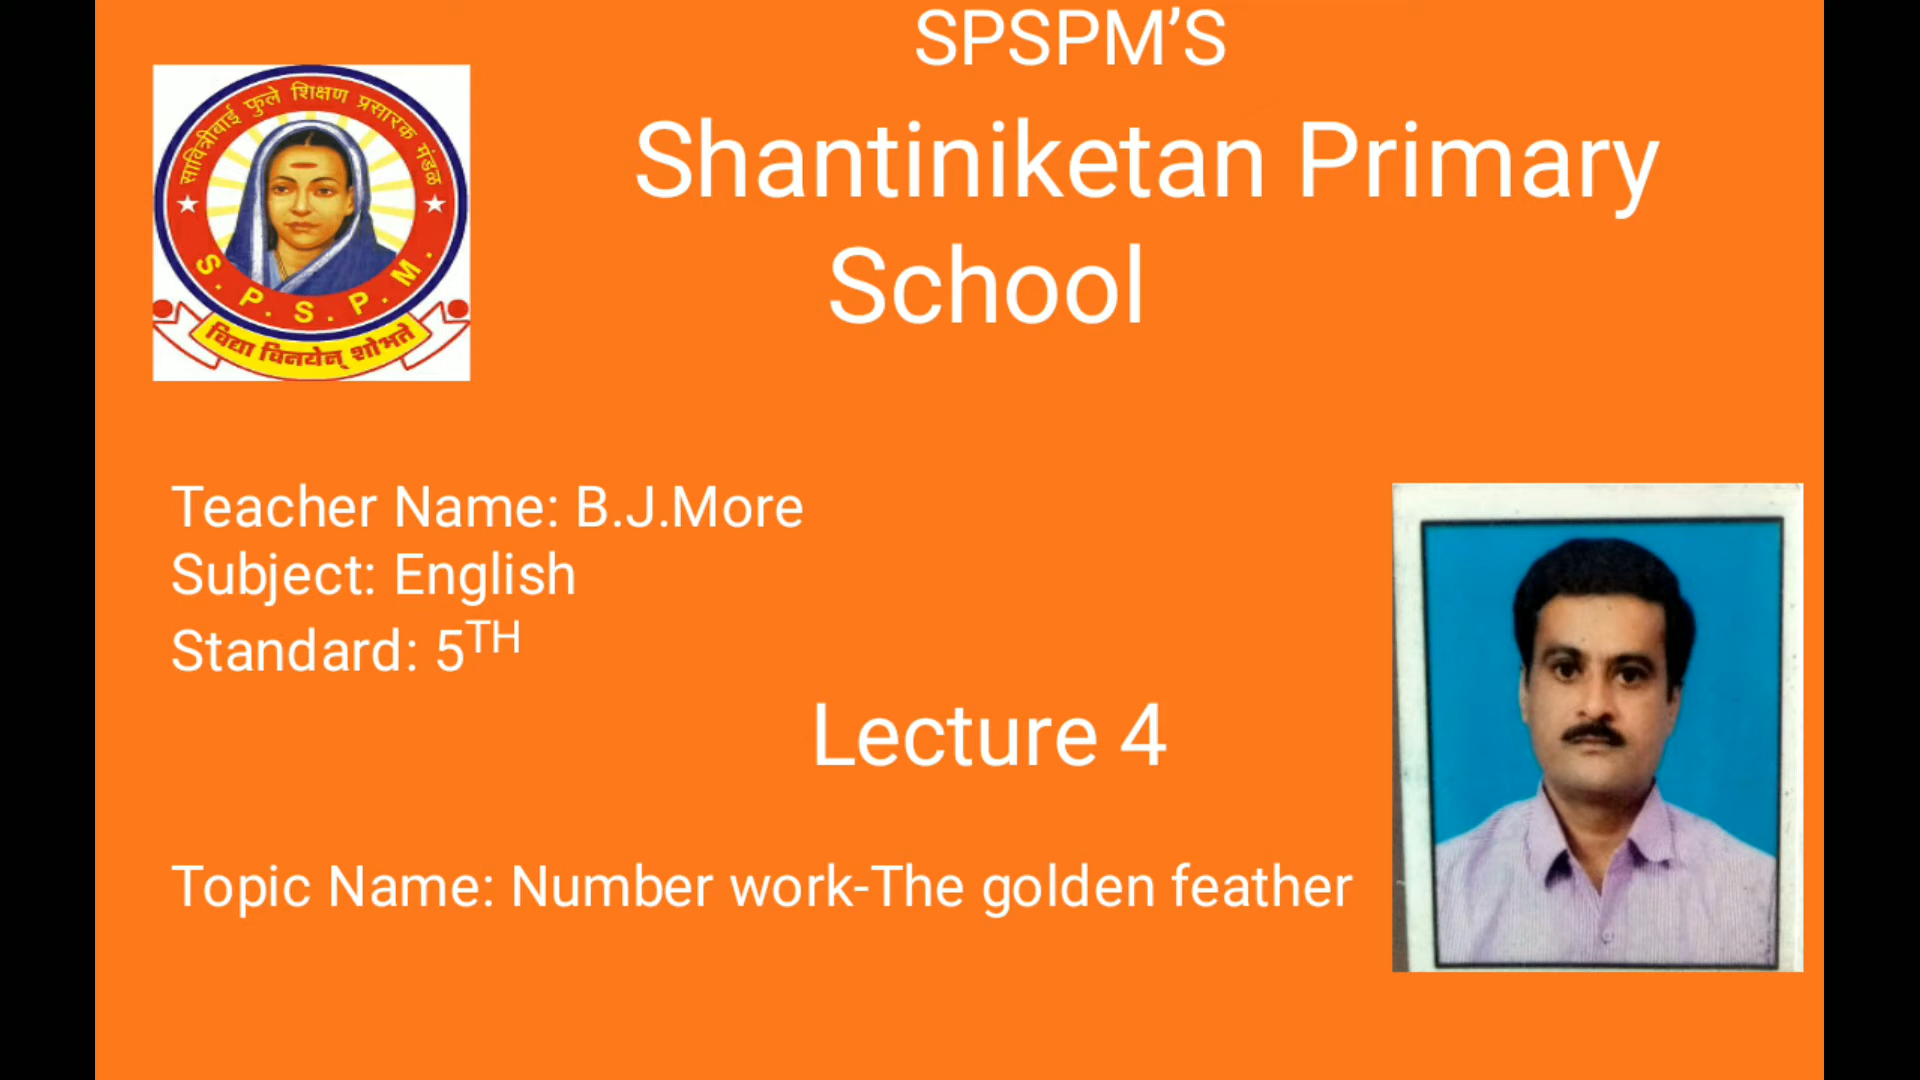 SPSPM’S
Shantiniketan Primary
School
सावित्रीबाई फुले शिक्षण प्रसारक मंडळ
S.P.S.P.M.
विद्या विनयेन् शोभते
Teacher Name: B.J.More
Subject: English
Standard: 5TH
Lecture 4
Topic Name: Number work-The golden feather